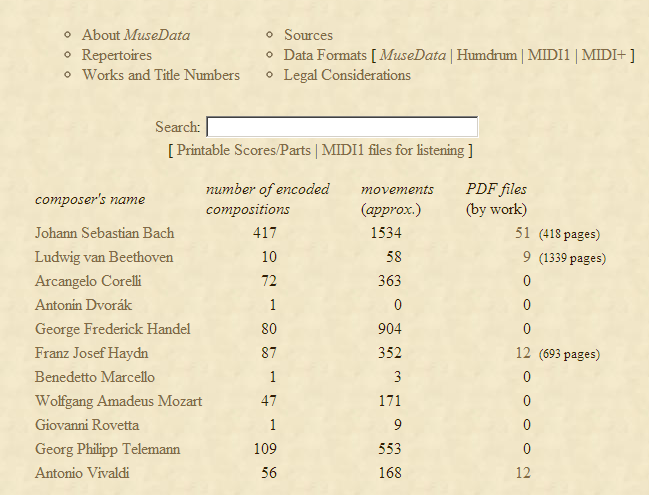 About MuseData
Sources
Repertoires
Data Formats [ MuseData | Humdrum | MIDI1 | MIDI+ ]
Works and Title Numbers
Legal Considerations
Search:
[ Printable Scores/Parts | MIDI1 files for listening ]
composer's name number of encoded compositions movements (approx.) PDF files (by work)
Johann Sebastian Bach 417 1534 51 (418 pages)
Ludwig van Beethoven 10 58 9 (1339 pages)
Arcangelo Corelli 72 363 0
Antonin Dvorák 1 0 0
George Frederick Handel 80 904 0
Franz Josef Haydn 87 352 12 (693 pages)
Benedetto Marcello 1 3 0
Wolfgang Amadeus Mozart 47 171 0
Giovanni Rovetta 1 9 0
Georg Philipp Telemann 109 553 0
Antonio Vivaldi 56 168 12